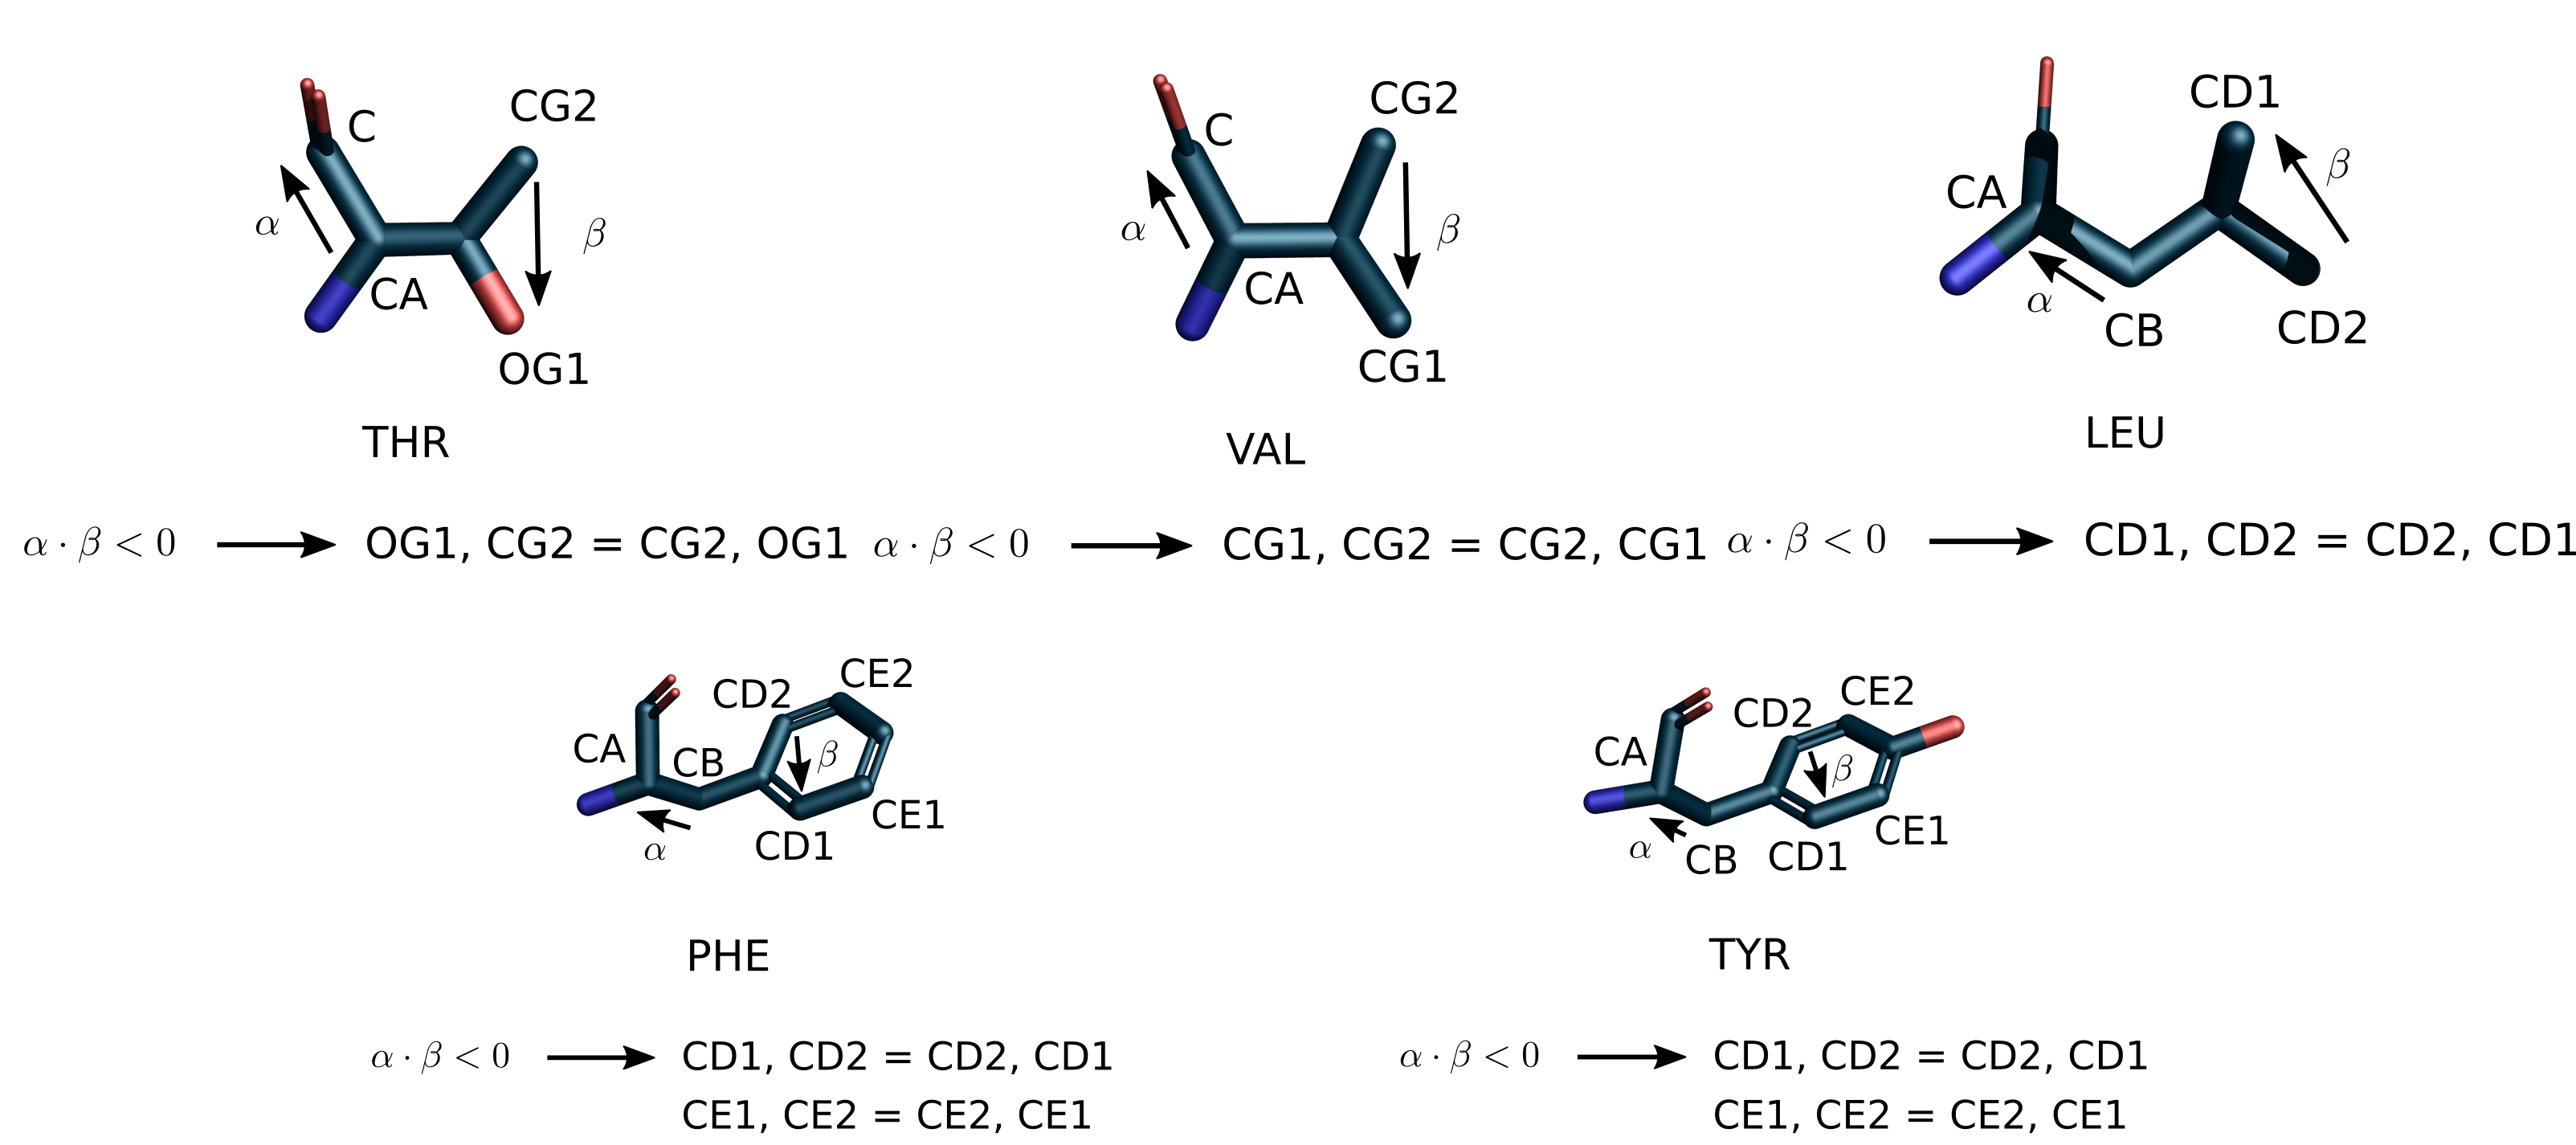 C
CG2
α
β
CA
OG1
THR
C
CG2
α
β
CA
CG1
VAL
CD1
CA
β
α
CB
CD2
LEU
α · β < 0 OG1, CG2 = CG2, OG1
α · β < 0 CG1, CG2 = CG2, CG1
α · β < 0 CD1, CD2 = CD2, CD1
CE2
CD2
CA
CB
β
CE1
α
CD1
PHE
CE2
CD2
CA
β
CE1
α
CB
CD1
TYR
α · β < 0 CD1, CD2 = CD2, CD1
CE1, CE2 = CE2, CE1
α · β < 0 CD1, CD2 = CD2, CD1
CE1, CE2 = CE2, CE1